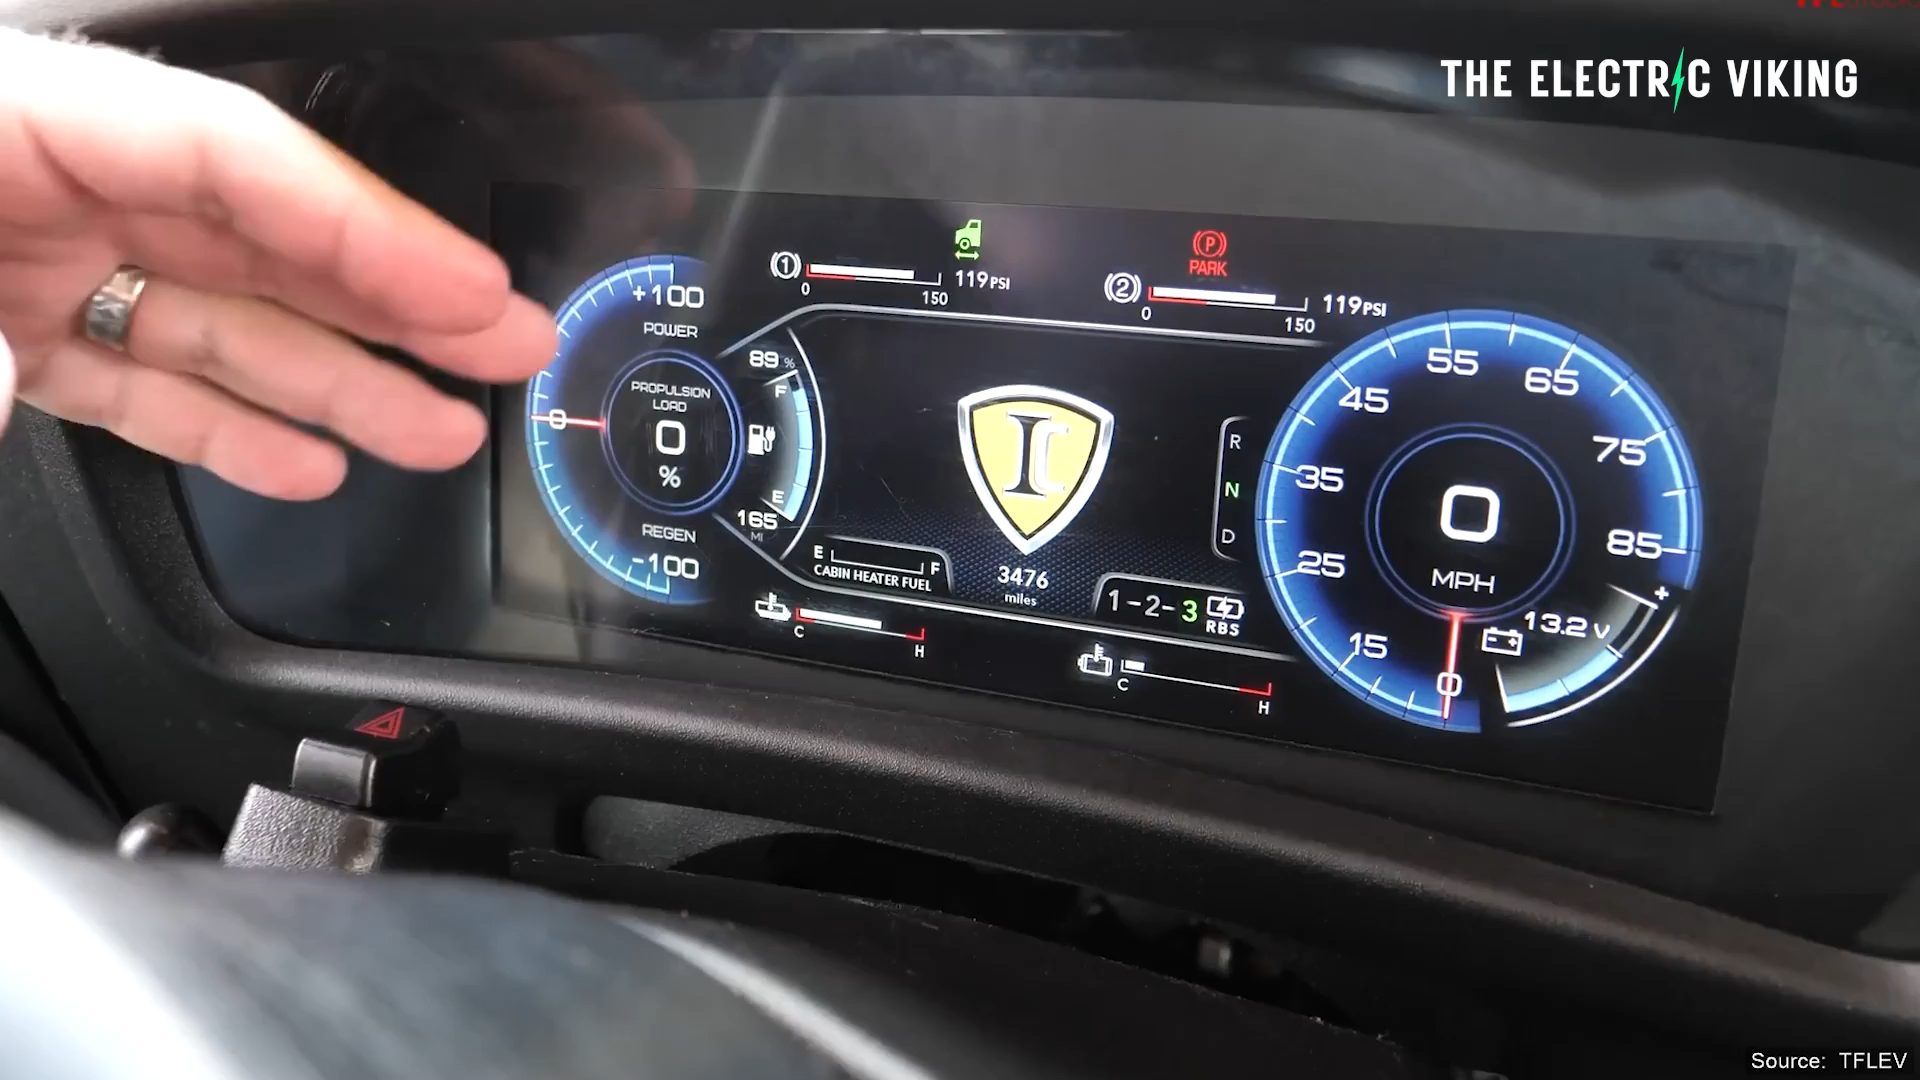 THE ELECTRIC VIKING
PARK
1
119 PSI
0
150
2
119 PSI
0
150
+100
POWER
PROPULSION
LOAD
0
%
0
REGEN
-100
89 %
F
E
165
MI
R
N
D
E
F
CABIN HEATER FUEL
3476
miles
1-2-3
RBS
C
H
C
H
55
65
45
75
35
85
25
15
0
0
MPH
13.2 V
Source: TFLEV